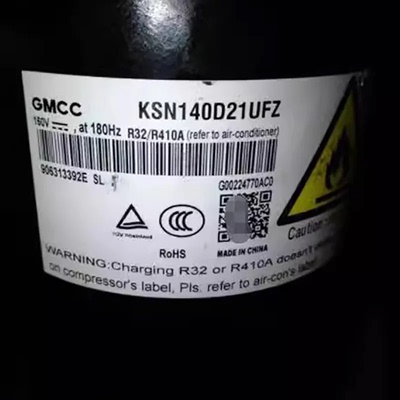 GMCC KSN140D21UFZ
160V ⎓, at 180Hz R32/R410A (refer to air-conditioner)
906313392E SL
G00224770AC0
RoHS
MADE IN CHINA
Caution
WARNING:Charging R32 or R410A doesn't
on compressor's label, Pls. refer to air-con's label